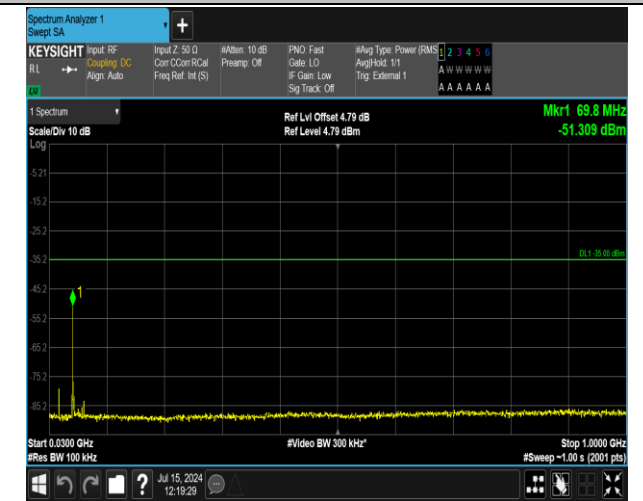 Spectrum Analyzer 1
Swept SA
+
KEYSIGHT Input: RF
RL
Coupling: DC
Align: Auto
Input Z: 50 Ω
Corr CCorr RCal
Freq Ref: Int (S)
#Atten: 10 dB
Preamp: Off
PNO: Fast
Gate: LO
IF Gain: Low
Sig Track: Off
#Avg Type: Power (RMS
Avg|Hold: 1/1
Trig: External 1
1 2 3 4 5 6
A W W W W W
A A A A A A
1 Spectrum
Scale/Div 10 dB
Log
Ref Lvl Offset 4.79 dB
Ref Level 4.79 dBm
Mkr1 69.8 MHz
-51.309 dBm
-5.21
-15.2
-25.2
-35.2
DL1 -35.00 dBm
-45.2
1
-55.2
-65.2
-75.2
-85.2
Start 0.0300 GHz
#Video BW 300 kHz*
Stop 1.0000 GHz
#Res BW 100 kHz
#Sweep ~1.00 s (2001 pts)
?
Jul 15, 2024
12:19:29